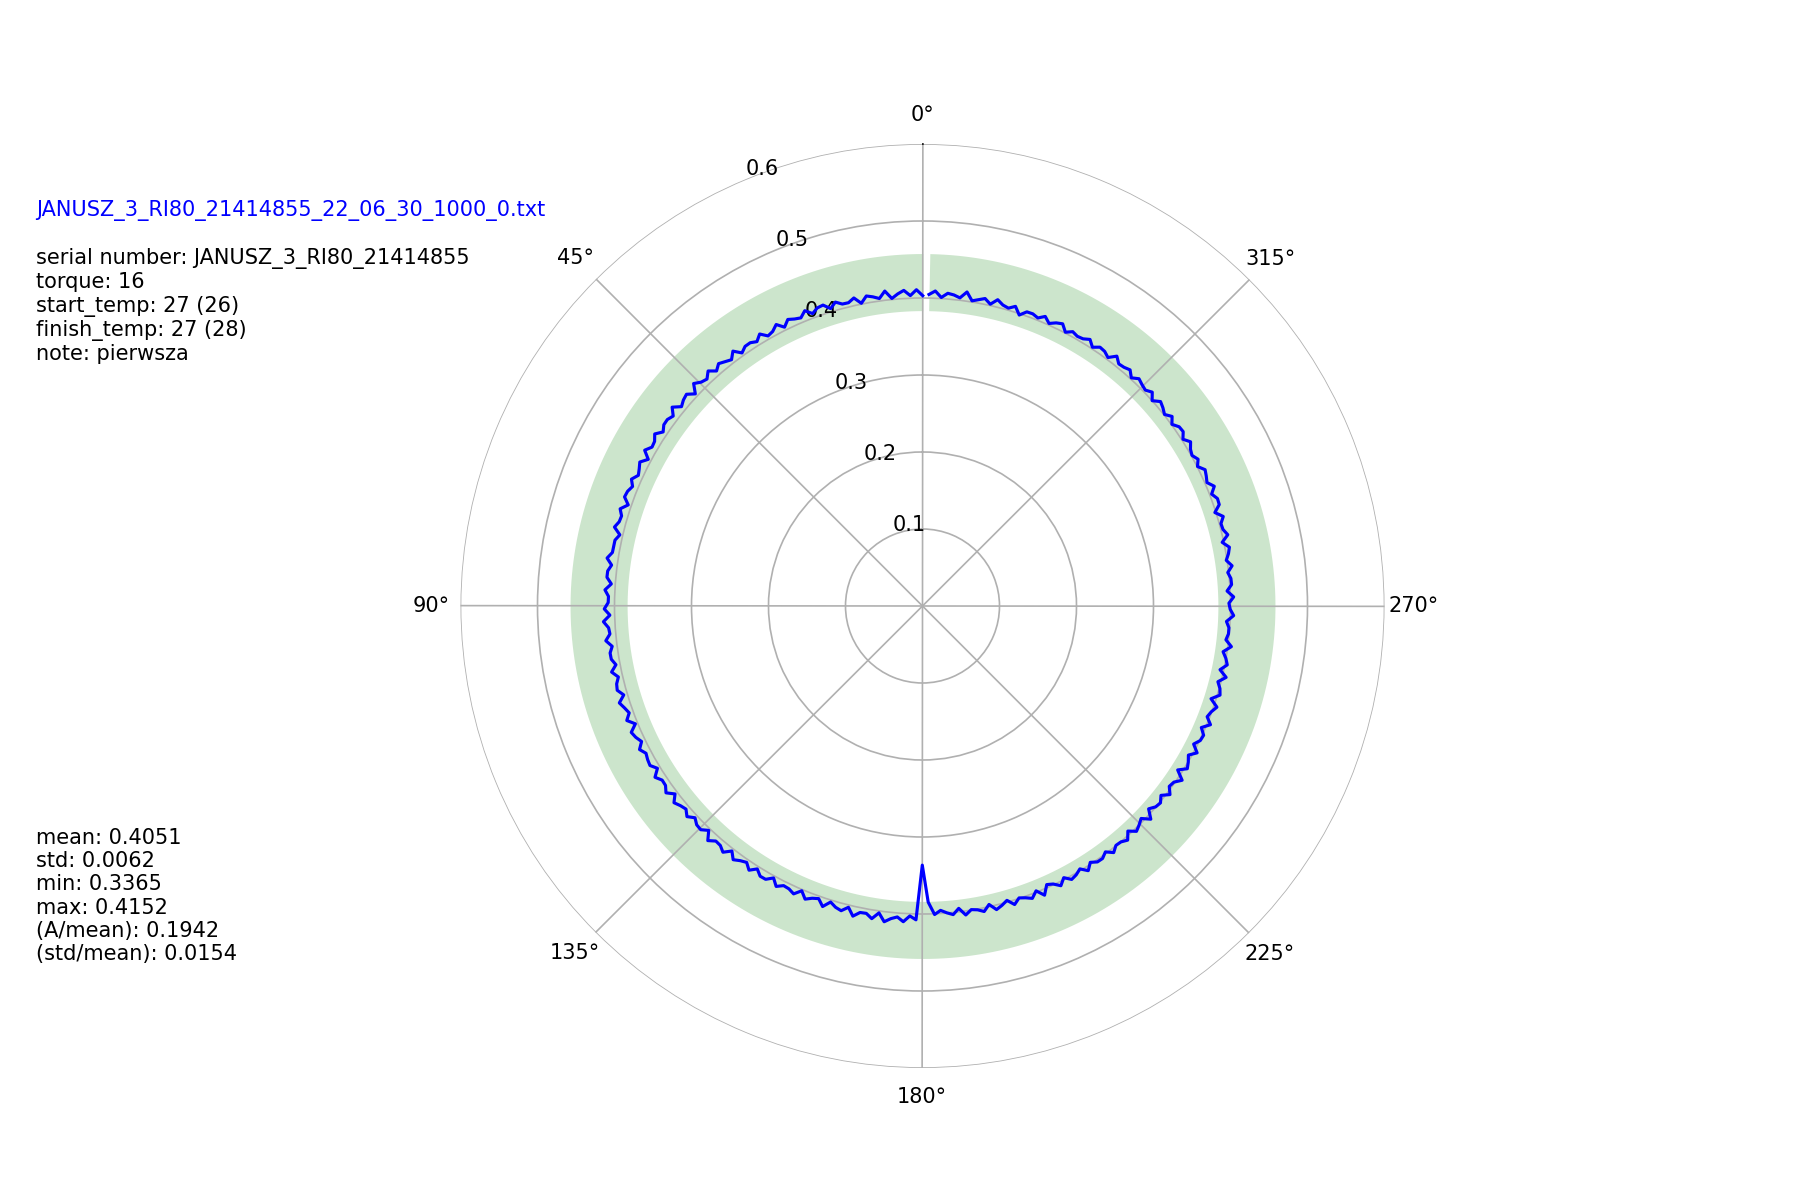 JANUSZ_3_RI80_21414855_22_06_30_1000_0.txt
serial number: JANUSZ_3_RI80_21414855
torque: 16
start_temp: 27 (26)
finish_temp: 27 (28)
note: pierwsza
mean: 0.4051
std: 0.0062
min: 0.3365
max: 0.4152
(A/mean): 0.1942
(std/mean): 0.0154
0°
45°
90°
135°
180°
225°
270°
315°
0.6
0.5
0.4
0.3
0.2
0.1